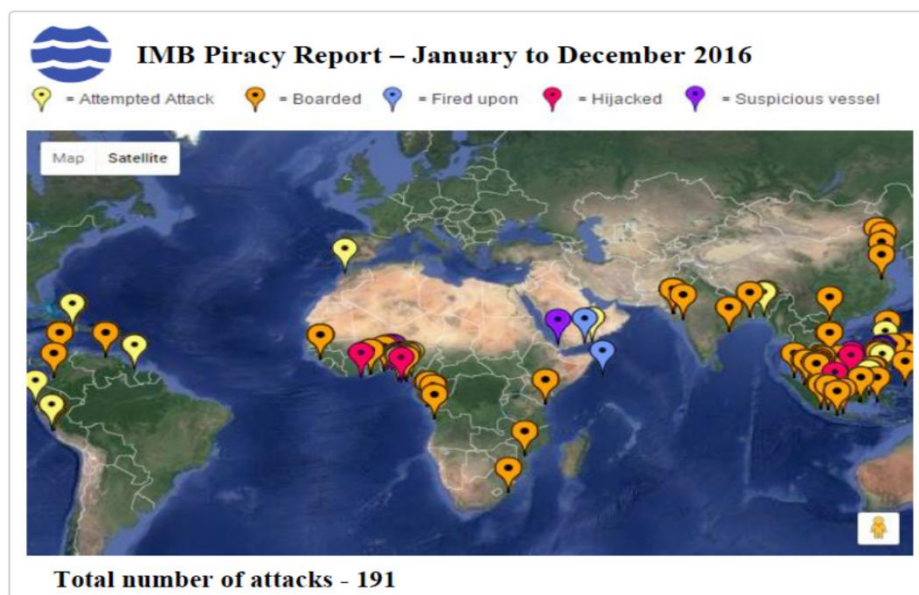 IMB Piracy Report – January to December 2016
= Attempted Attack = Boarded = Fired upon = Hijacked = Suspicious vessel
Map Satellite
Total number of attacks - 191